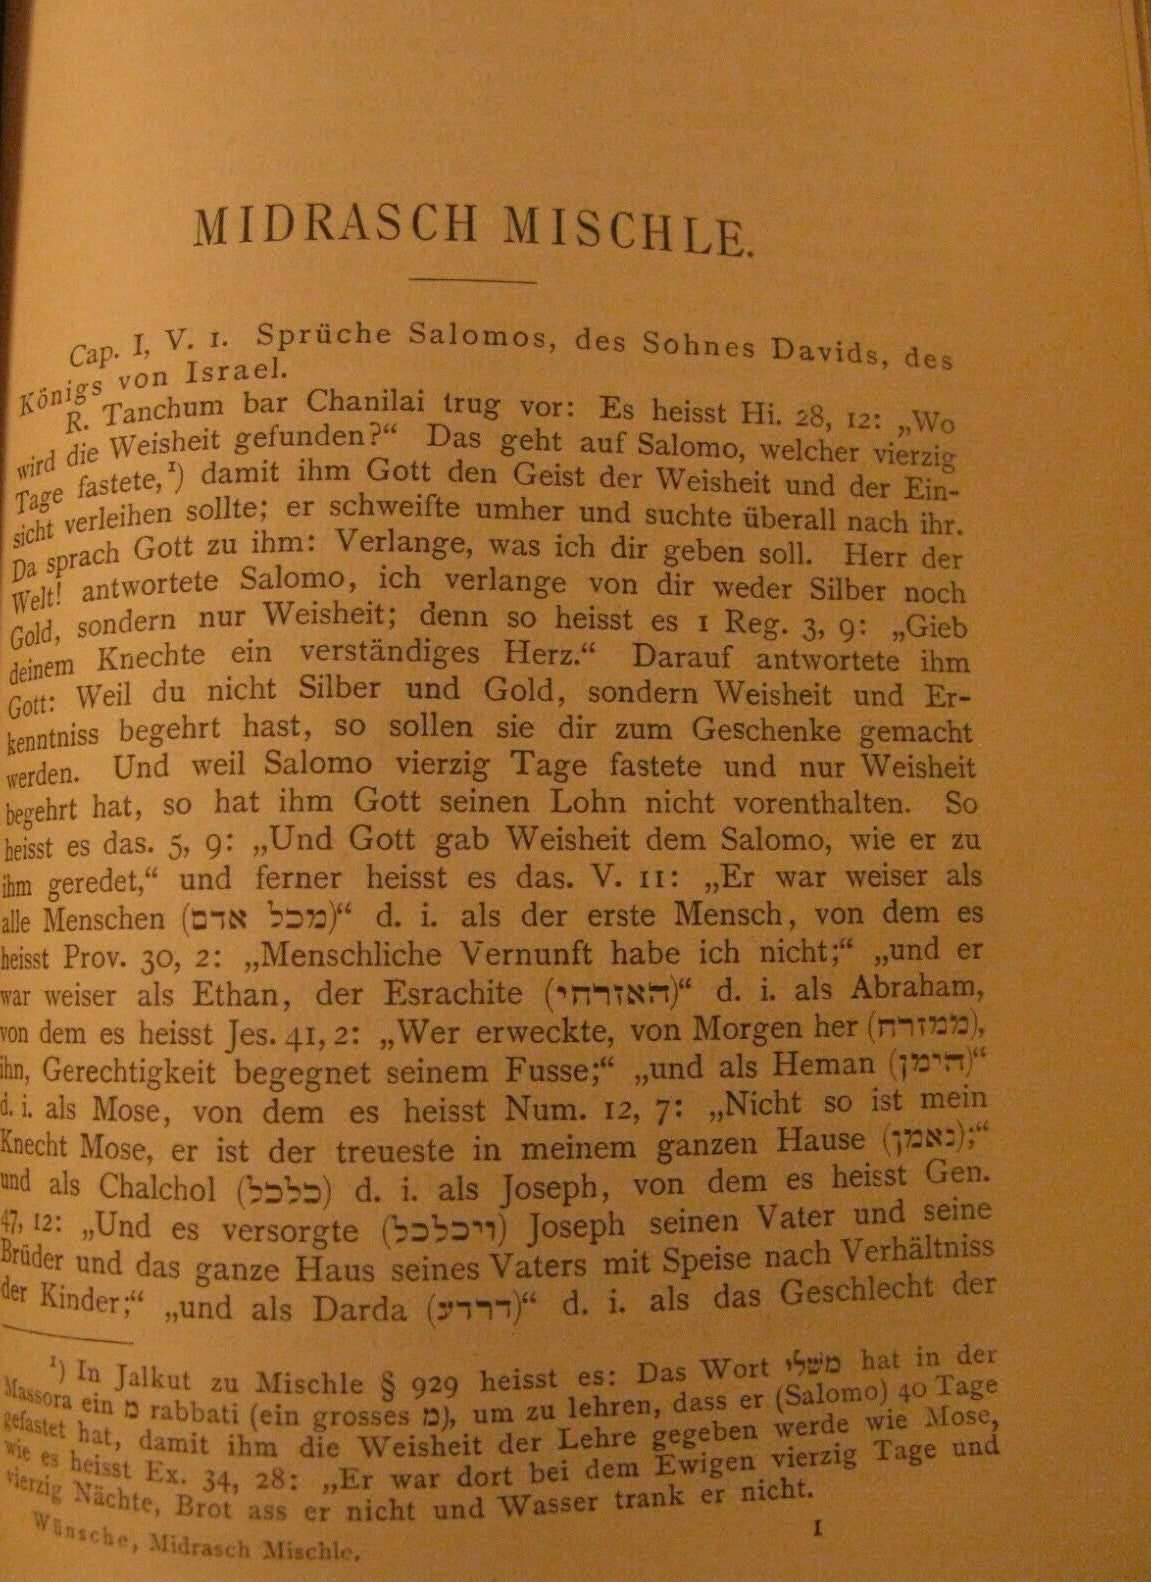 MIDRASCH MISCHLE.
Cap. I, V. 1. Sprüche Salomos, des Sohnes Davids, des
Königs von Israel.
R. Tanchum bar Chanilai trug vor: Es heisst Hi. 28, 12: „Wo
wird die Weisheit gefunden?“ Das geht auf Salomo, welcher vierzig
Tage fastete,¹) damit ihm Gott den Geist der Weisheit und der Ein-
sicht verleihen sollte; er schweifte umher und suchte überall nach ihr.
Da sprach Gott zu ihm: Verlange, was ich dir geben soll. Herr der
Welt! antwortete Salomo, ich verlange von dir weder Silber noch
Gold, sondern nur Weisheit; denn so heisst es 1 Reg. 3, 9: „Gieb
deinem Knechte ein verständiges Herz.“ Darauf antwortete ihm
Gott: Weil du nicht Silber und Gold, sondern Weisheit und Er-
kenntniss begehrt hast, so sollen sie dir zum Geschenke gemacht
werden. Und weil Salomo vierzig Tage fastete und nur Weisheit
begehrt hat, so hat ihm Gott seinen Lohn nicht vorenthalten. So
heisst es das. 5, 9: „Und Gott gab Weisheit dem Salomo, wie er zu
ihm geredet,“ und ferner heisst es das. V. 11: „Er war weiser als
alle Menschen (מכל אדם)“ d. i. als der erste Mensch, von dem es
heisst Prov. 30, 2: „Menschliche Vernunft habe ich nicht;“ „und er
war weiser als Ethan, der Esrachite (האזרחי)“ d. i. als Abraham,
von dem es heisst Jes. 41, 2: „Wer erweckte, von Morgen her (ממזרח),
ihn, Gerechtigkeit begegnet seinem Fusse;“ „und als Heman (הימן)“
d. i. als Mose, von dem es heisst Num. 12, 7: „Nicht so ist mein
Knecht Mose, er ist der treueste in meinem ganzen Hause (נאמן);“
und als Chalchol (כלכל) d. i. als Joseph, von dem es heisst Gen.
47, 12: „Und es versorgte (ויכלכל) Joseph seinen Vater und seine
Brüder und das ganze Haus seines Vaters mit Speise nach Verhältniss
der Kinder;“ „und als Darda (דרדע)“ d. i. als das Geschlecht der
¹) In Jalkut zu Mischle § 929 heisst es: Das Wort משלי hat in der
Massora ein מ rabbati (ein grosses מ), um zu lehren, dass er (Salomo) 40 Tage
gefastet hat, damit ihm die Weisheit der Lehre gegeben werde wie Mose,
wie es heisst Ex. 34, 28: „Er war dort bei dem Ewigen vierzig Tage und
vierzig Nächte, Brot ass er nicht und Wasser trank er nicht.
Wünsche, Midrasch Mischle. 1